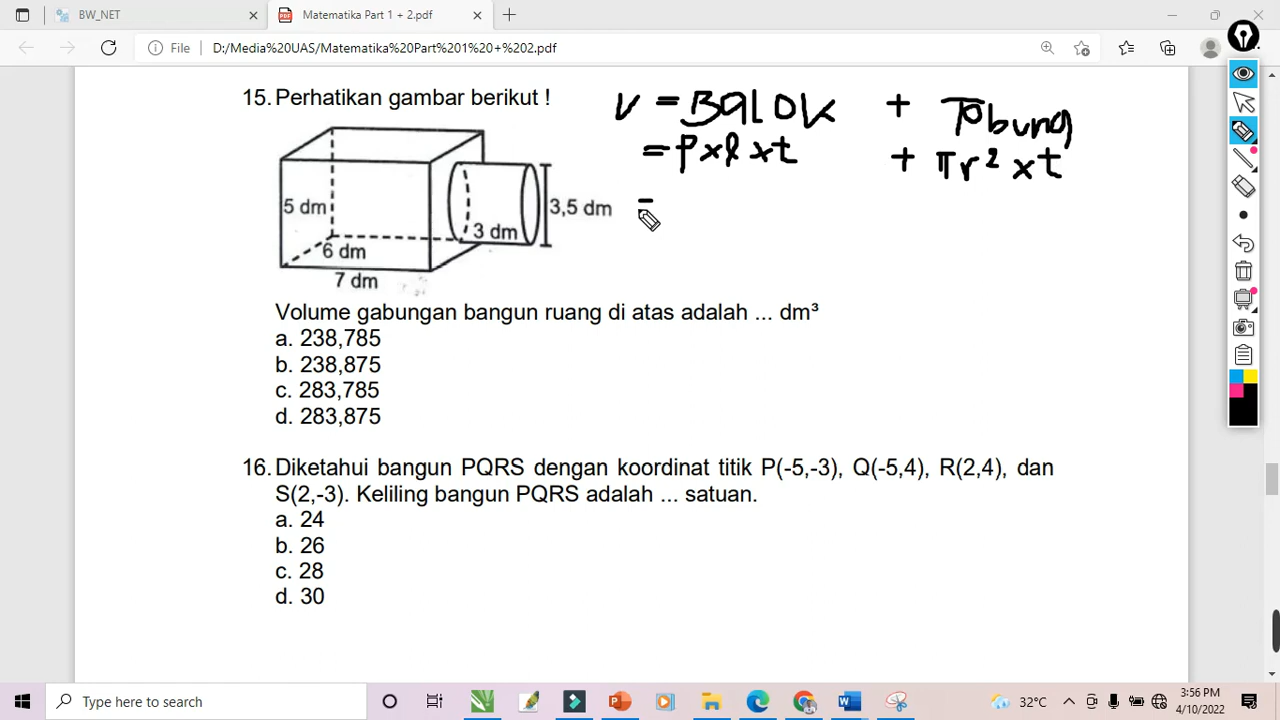 BW_NET
Matematika Part 1 + 2.pdf
File
D:/Media%20UAS/Matematika%20Part%201%20+%202.pdf
15. Perhatikan gambar berikut !
V = Balok + Tabung
= p x l x t + πr² x t
=
5 dm
6 dm
7 dm
3 dm
3,5 dm
Volume gabungan bangun ruang di atas adalah ... dm³
a. 238,785
b. 238,875
c. 283,785
d. 283,875
16. Diketahui bangun PQRS dengan koordinat titik P(-5,-3), Q(-5,4), R(2,4), dan
S(2,-3). Keliling bangun PQRS adalah ... satuan.
a. 24
b. 26
c. 28
d. 30
Type here to search
32°C
3:56 PM
4/10/2022